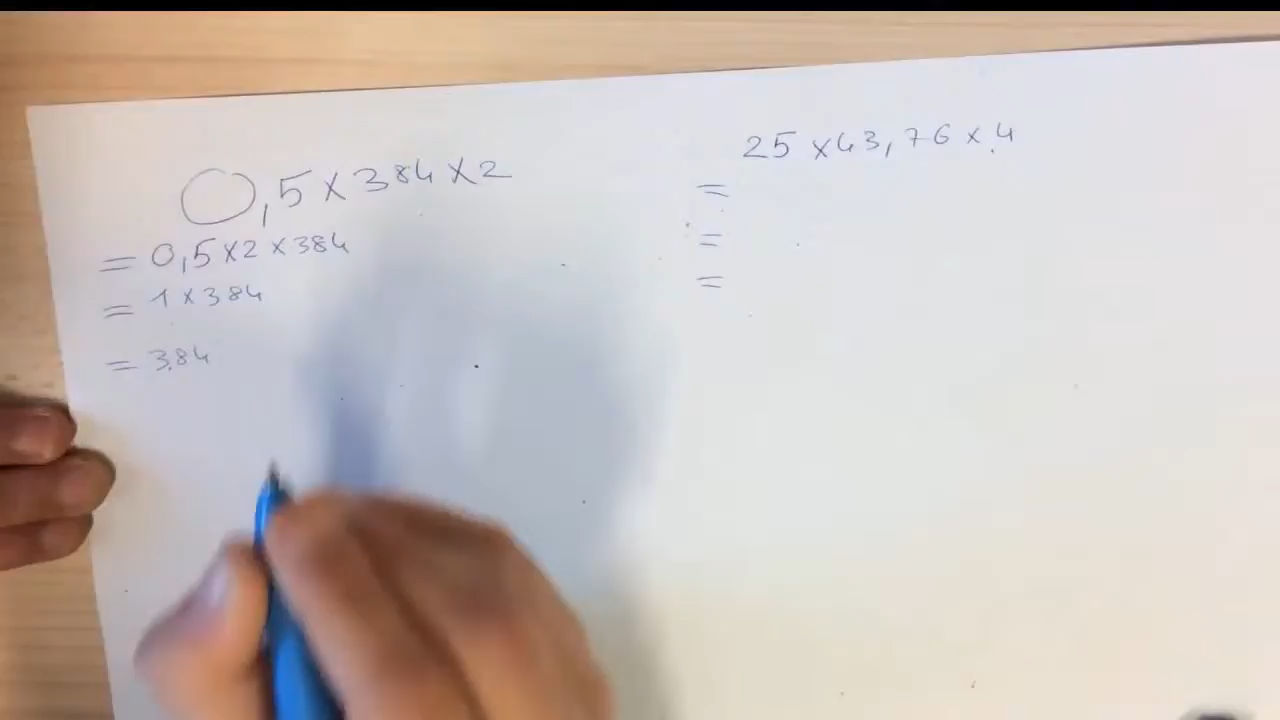 0,5 x 384 x 2
= 0,5 x 2 x 384
= 1 x 384
= 384
25 x 43,76 x 4
=
=
=